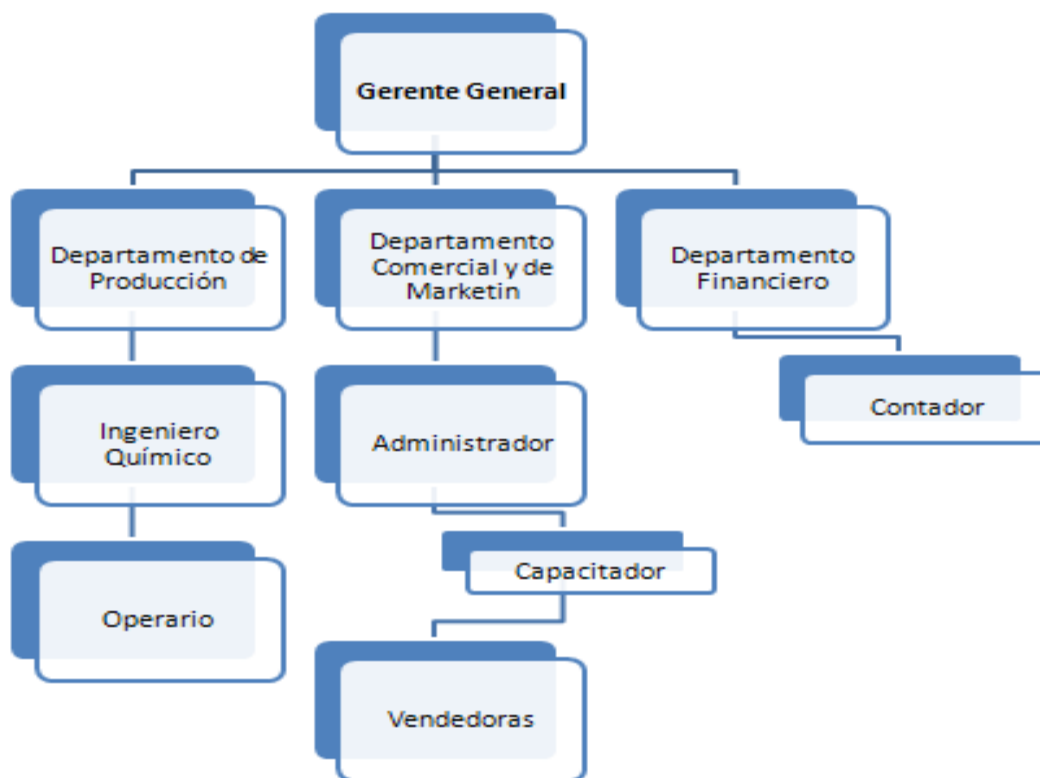 Gerente General
Departamento de
Producción
Departamento
Comercial y de
Marketin
Departamento
Financiero
Ingeniero
Químico
Administrador
Contador
Operario
Capacitador
Vendedoras